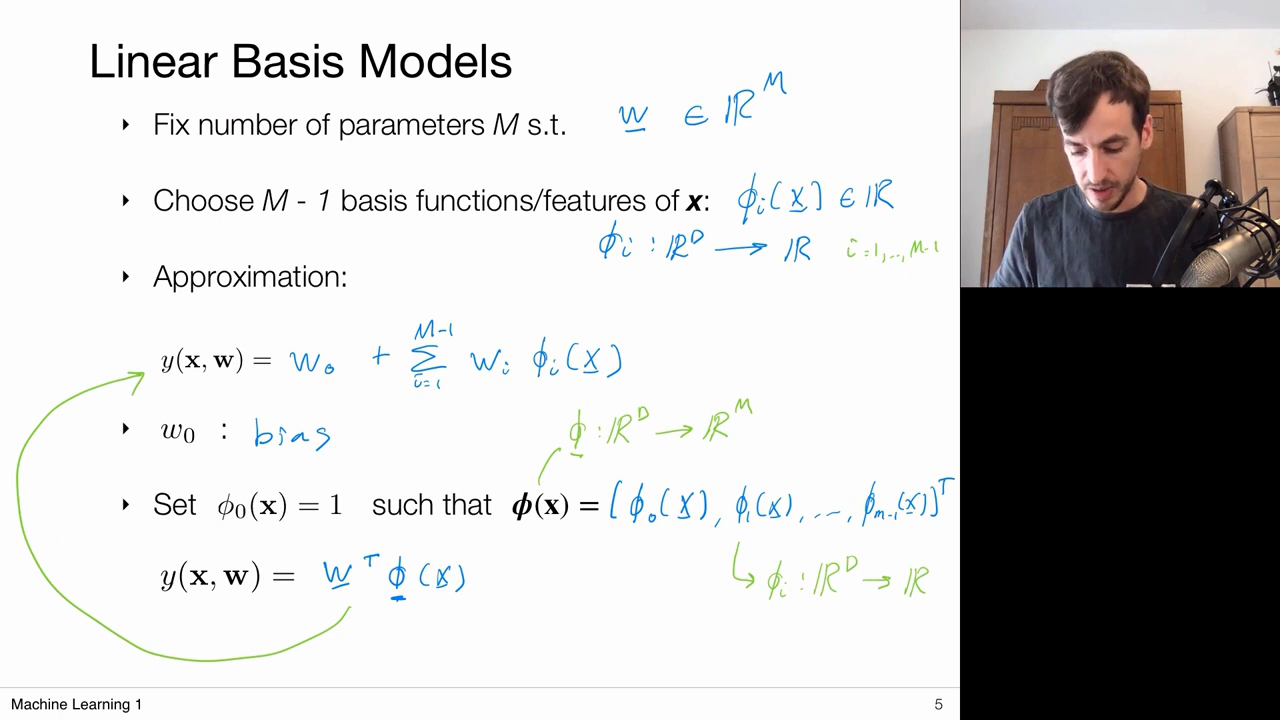 Linear Basis Models
‣ Fix number of parameters M s.t. w ∈ ℝ^M
‣ Choose M - 1 basis functions/features of x: ϕ_i(x) ∈ ℝ
ϕ_i : ℝ^D → ℝ i=1,..,M-1
‣ Approximation:
y(x, w) = w_0 + ∑_{i=1}^{M-1} w_i ϕ_i(x)
‣ w_0 : bias
ϕ : ℝ^D → ℝ^M
‣ Set ϕ_0(x) = 1 such that ϕ(x) = [ϕ_0(x), ϕ_1(x), ..., ϕ_{m-1}(x)]^T
y(x, w) = w^T ϕ(x)
↳ ϕ_i : ℝ^D → ℝ
Machine Learning 1
5